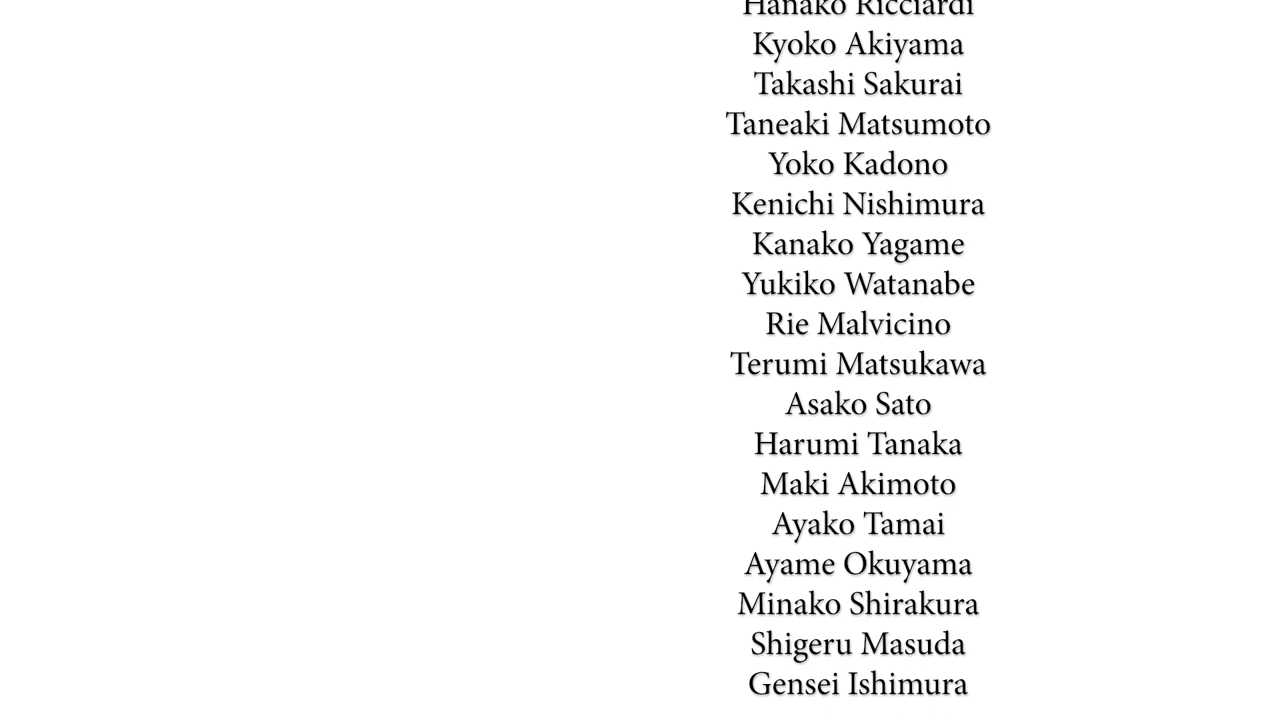 Hanako Ricciardi
Kyoko Akiyama
Takashi Sakurai
Taneaki Matsumoto
Yoko Kadono
Kenichi Nishimura
Kanako Yagame
Yukiko Watanabe
Rie Malvicino
Terumi Matsukawa
Asako Sato
Harumi Tanaka
Maki Akimoto
Ayako Tamai
Ayame Okuyama
Minako Shirakura
Shigeru Masuda
Gensei Ishimura